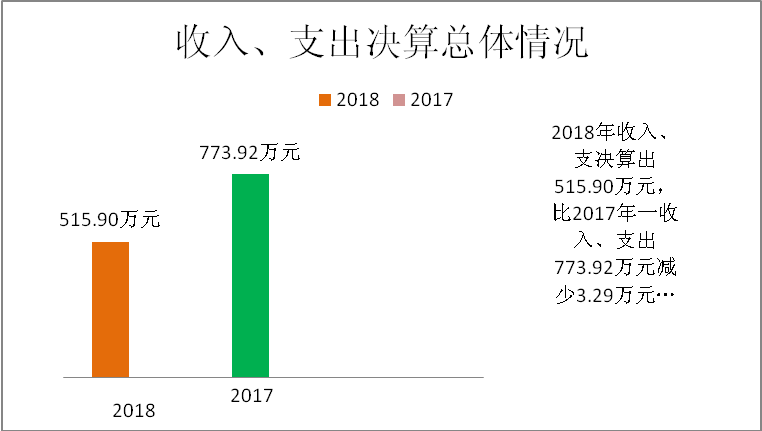 收入、支出决算总体情况
2018 2017
773.92万元
515.90万元
2018年收入、
支决算出
515.90万元，
比2017年一收
入、支出
773.92万元减
少3.29万元…
2017
2018